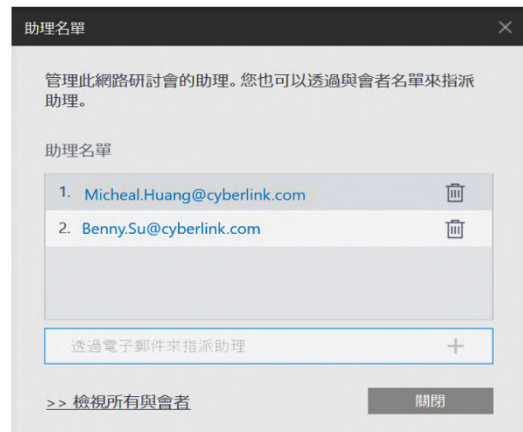 助理名單
管理此網路研討會的助理。您也可以透過與會者名單來指派
助理。
助理名單
1. Micheal.Huang@cyberlink.com
2. Benny.Su@cyberlink.com
透過電子郵件來指派助理
>> 檢視所有與會者
關閉